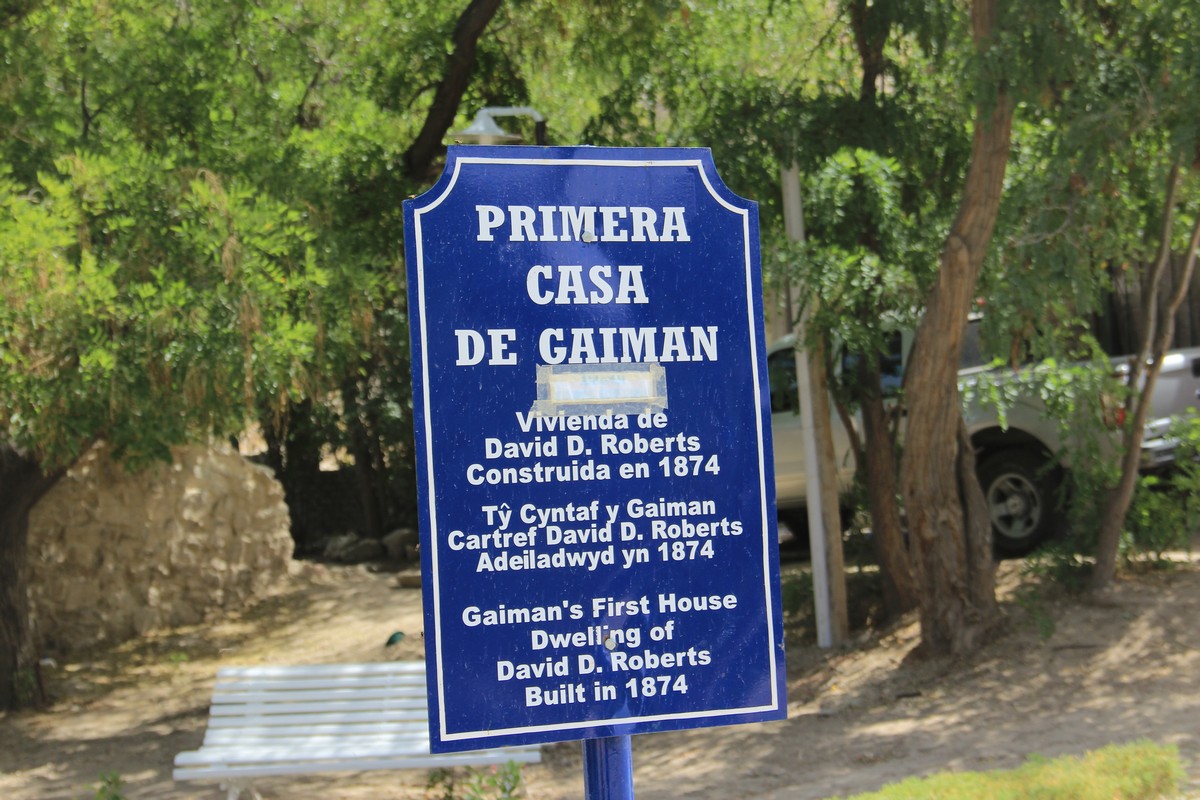 PRIMERA
CASA
DE GAIMAN
Vivienda de
David D. Roberts
Construida en 1874
Tŷ Cyntaf y Gaiman
Cartref David D. Roberts
Adeiladwyd yn 1874
Gaiman's First House
Dwelling of
David D. Roberts
Built in 1874